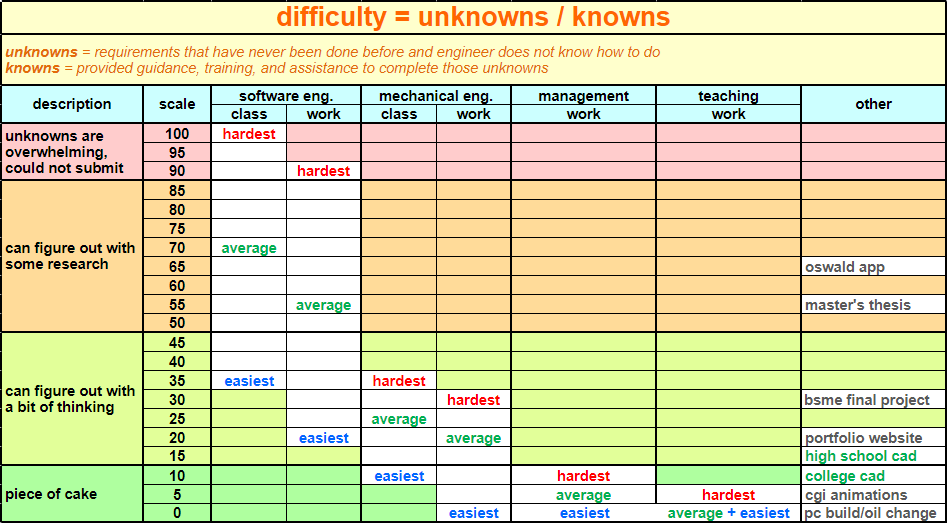 difficulty = unknowns / knowns
unknowns = requirements that have never been done before and engineer does not know how to do
knowns = provided guidance, training, and assistance to complete those unknowns
description scale software eng. mechanical eng. management teaching other
class work class work work work
unknowns are overwhelming, could not submit
100 hardest
95
90 hardest
can figure out with some research
85
80
75
70 average
65 oswald app
60
55 average master's thesis
50
can figure out with a bit of thinking
45
40
35 easiest hardest
30 hardest bsme final project
25 average
20 easiest average portfolio website
15 high school cad
piece of cake
10 easiest hardest college cad
5 average hardest cgi animations
0 easiest easiest average + easiest pc build/oil change